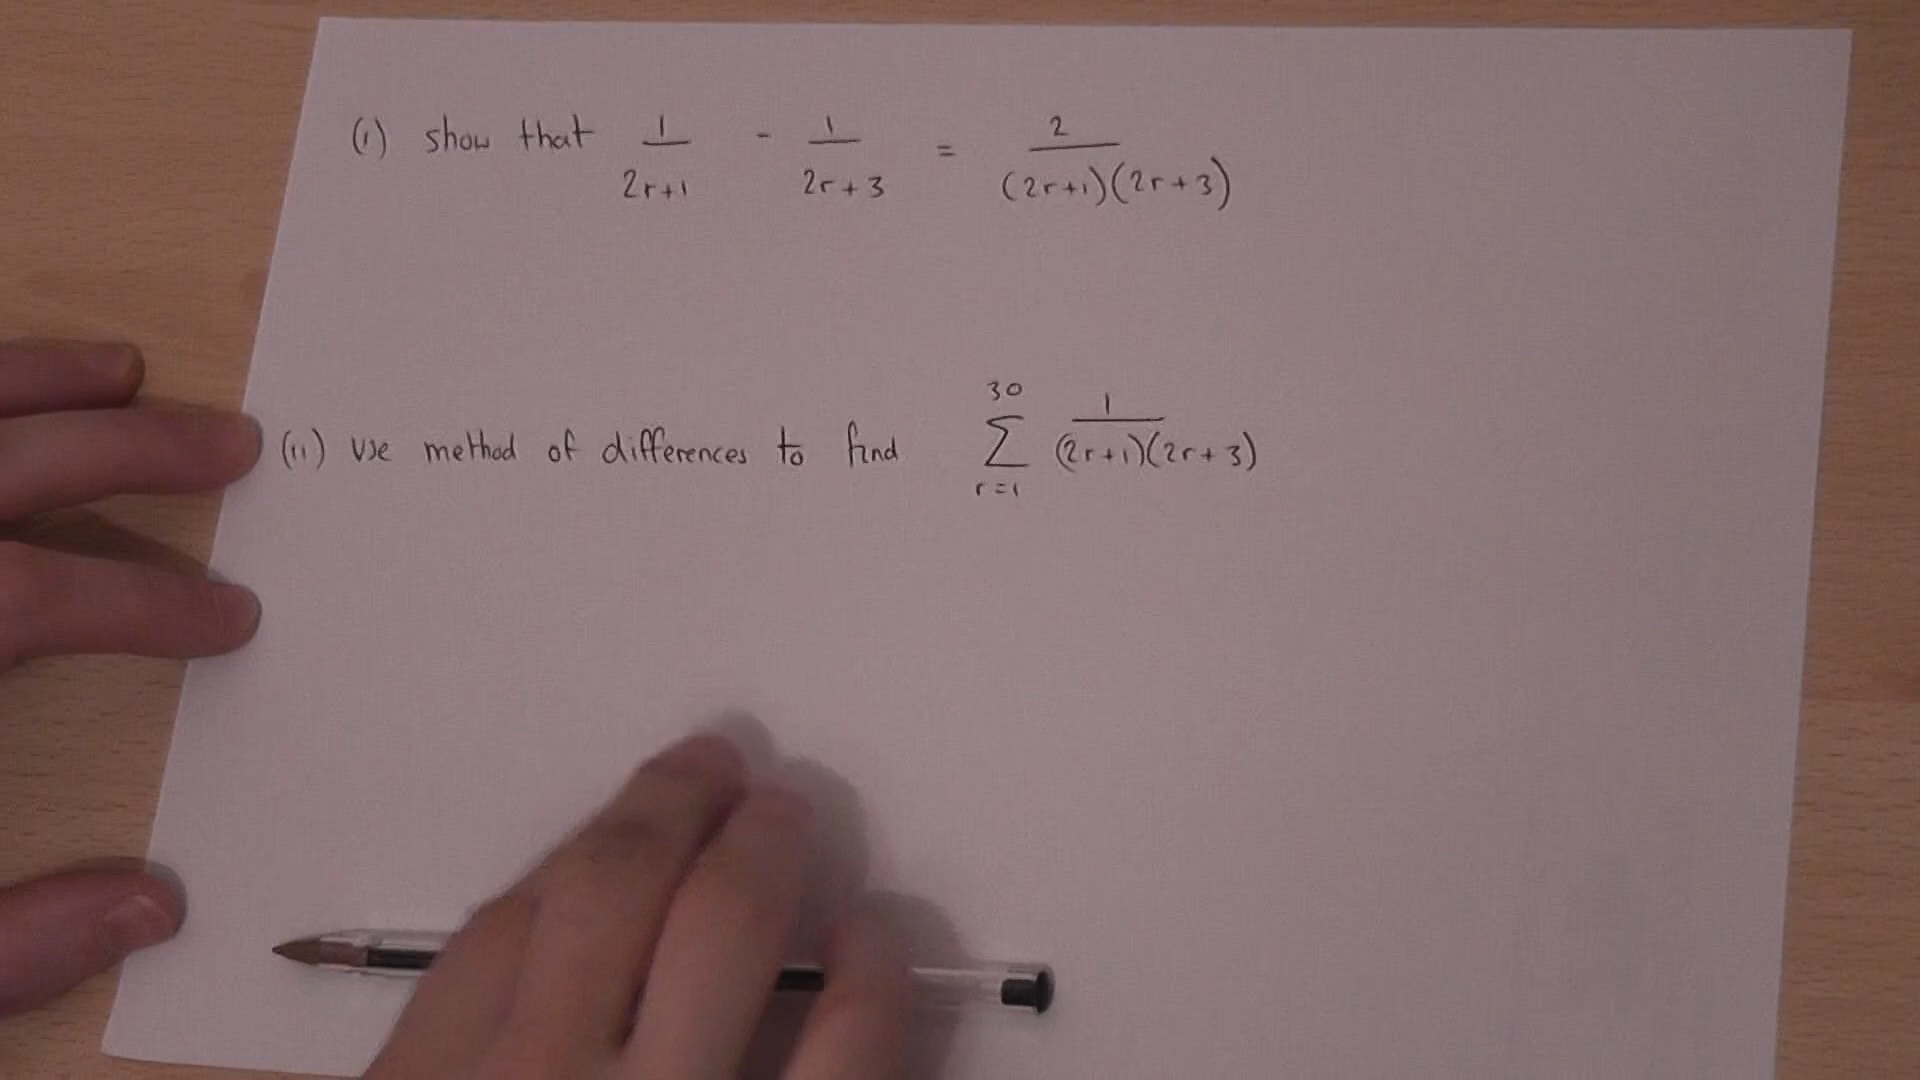 (i) show that 1/(2r+1) - 1/(2r+3) = 2/((2r+1)(2r+3))
(ii) use method of differences to find 30 ∑ r=1 1/((2r+1)(2r+3))